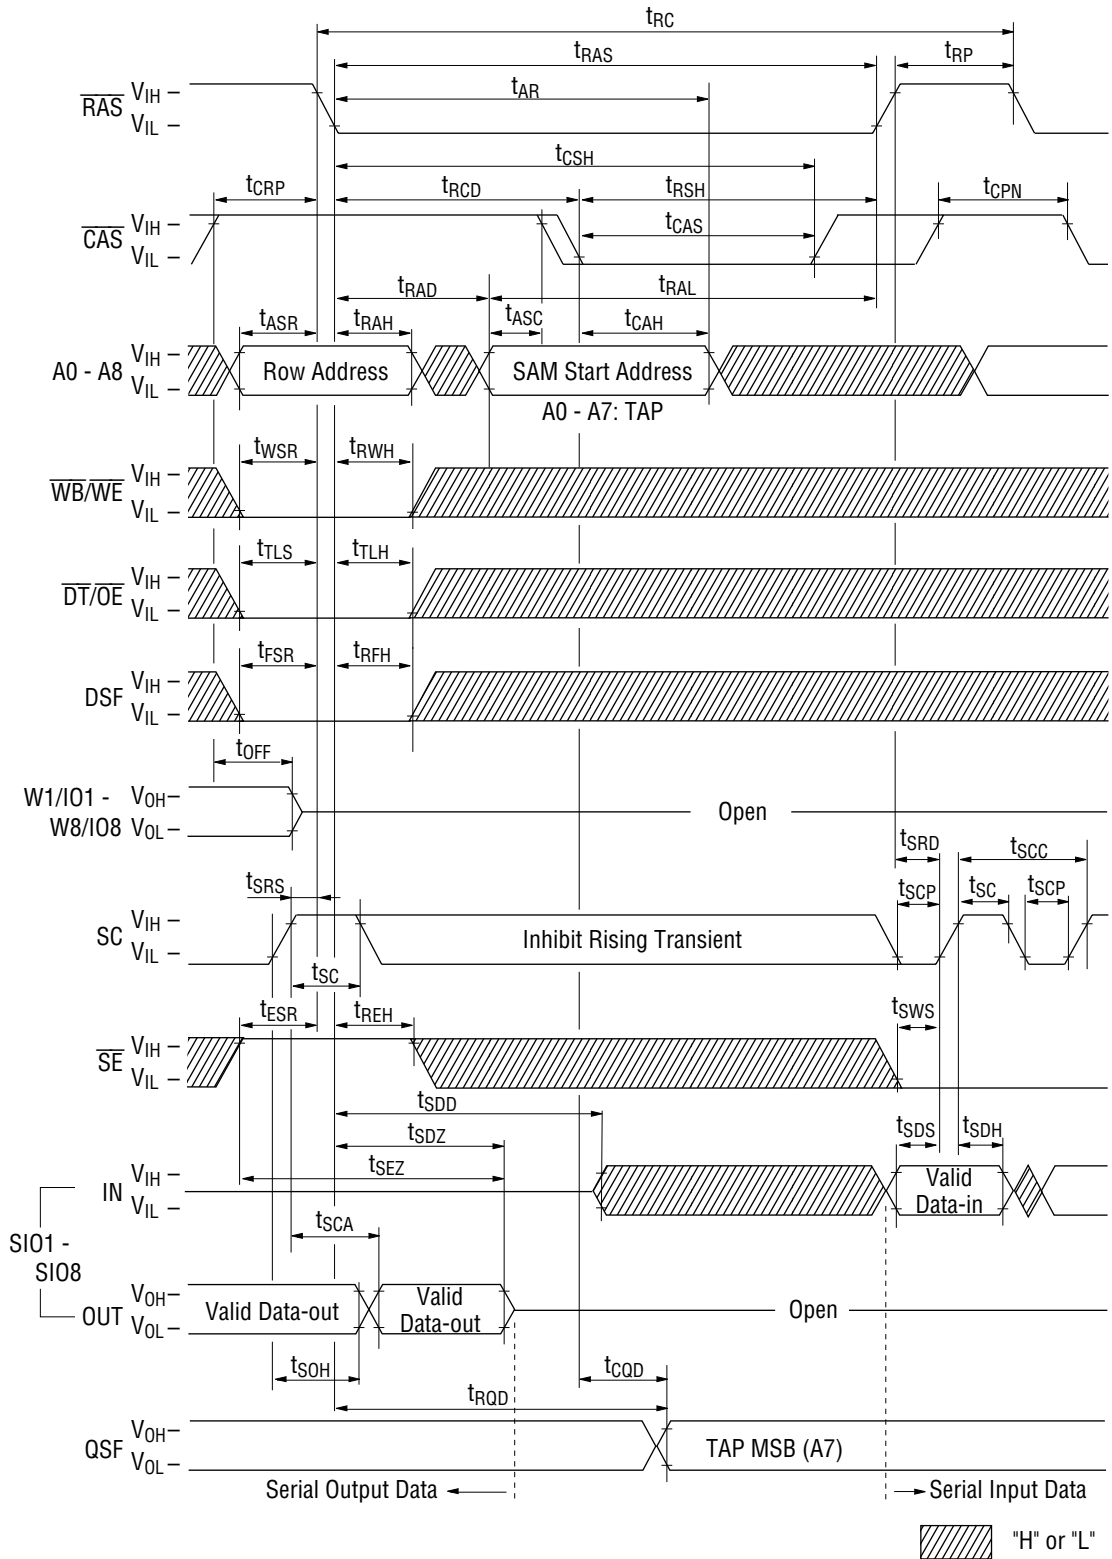 tRC
tRAS
tRP
tAR
RAS VIH
VIL
tCSH
tCRP
tRCD
tRSH
tCPN
CAS VIH
VIL
tCAS
tRAD
tRAL
tASR
tRAH
tASC
tCAH
A0 - A8 VIH
VIL
Row Address
SAM Start Address
A0 - A7: TAP
tWSR
tRWH
WB/WE VIH
VIL
tTLS
tTLH
DT/OE VIH
VIL
tFSR
tRFH
DSF VIH
VIL
tOFF
W1/IO1 - VOH
W8/IO8 VOL
Open
tSRD
tSCC
tSRS
tSCP
tSC
tSCP
SC VIH
VIL
Inhibit Rising Transient
tSC
tESR
tREH
tSWS
SE VIH
VIL
tSDD
tSDZ
tSEZ
tSDS
tSDH
IN VIH
VIL
Valid
Data-in
tSCA
SIO1 -
SIO8
OUT VOH
VOL
Valid Data-out
Valid
Data-out
Open
tSOH
tCQD
tRQD
QSF VOH
VOL
TAP MSB (A7)
Serial Output Data
Serial Input Data
"H" or "L"